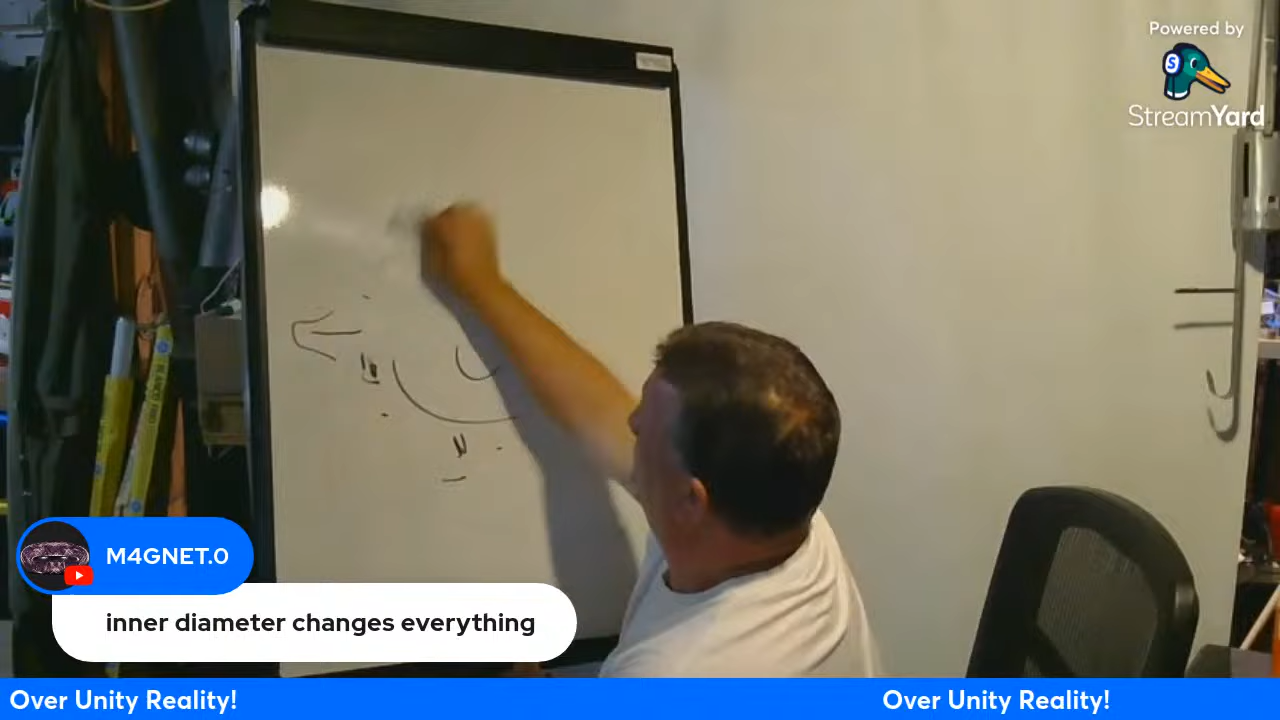 Powered by
StreamYard
M4GNET.0
inner diameter changes everything
Over Unity Reality!
Over Unity Reality!